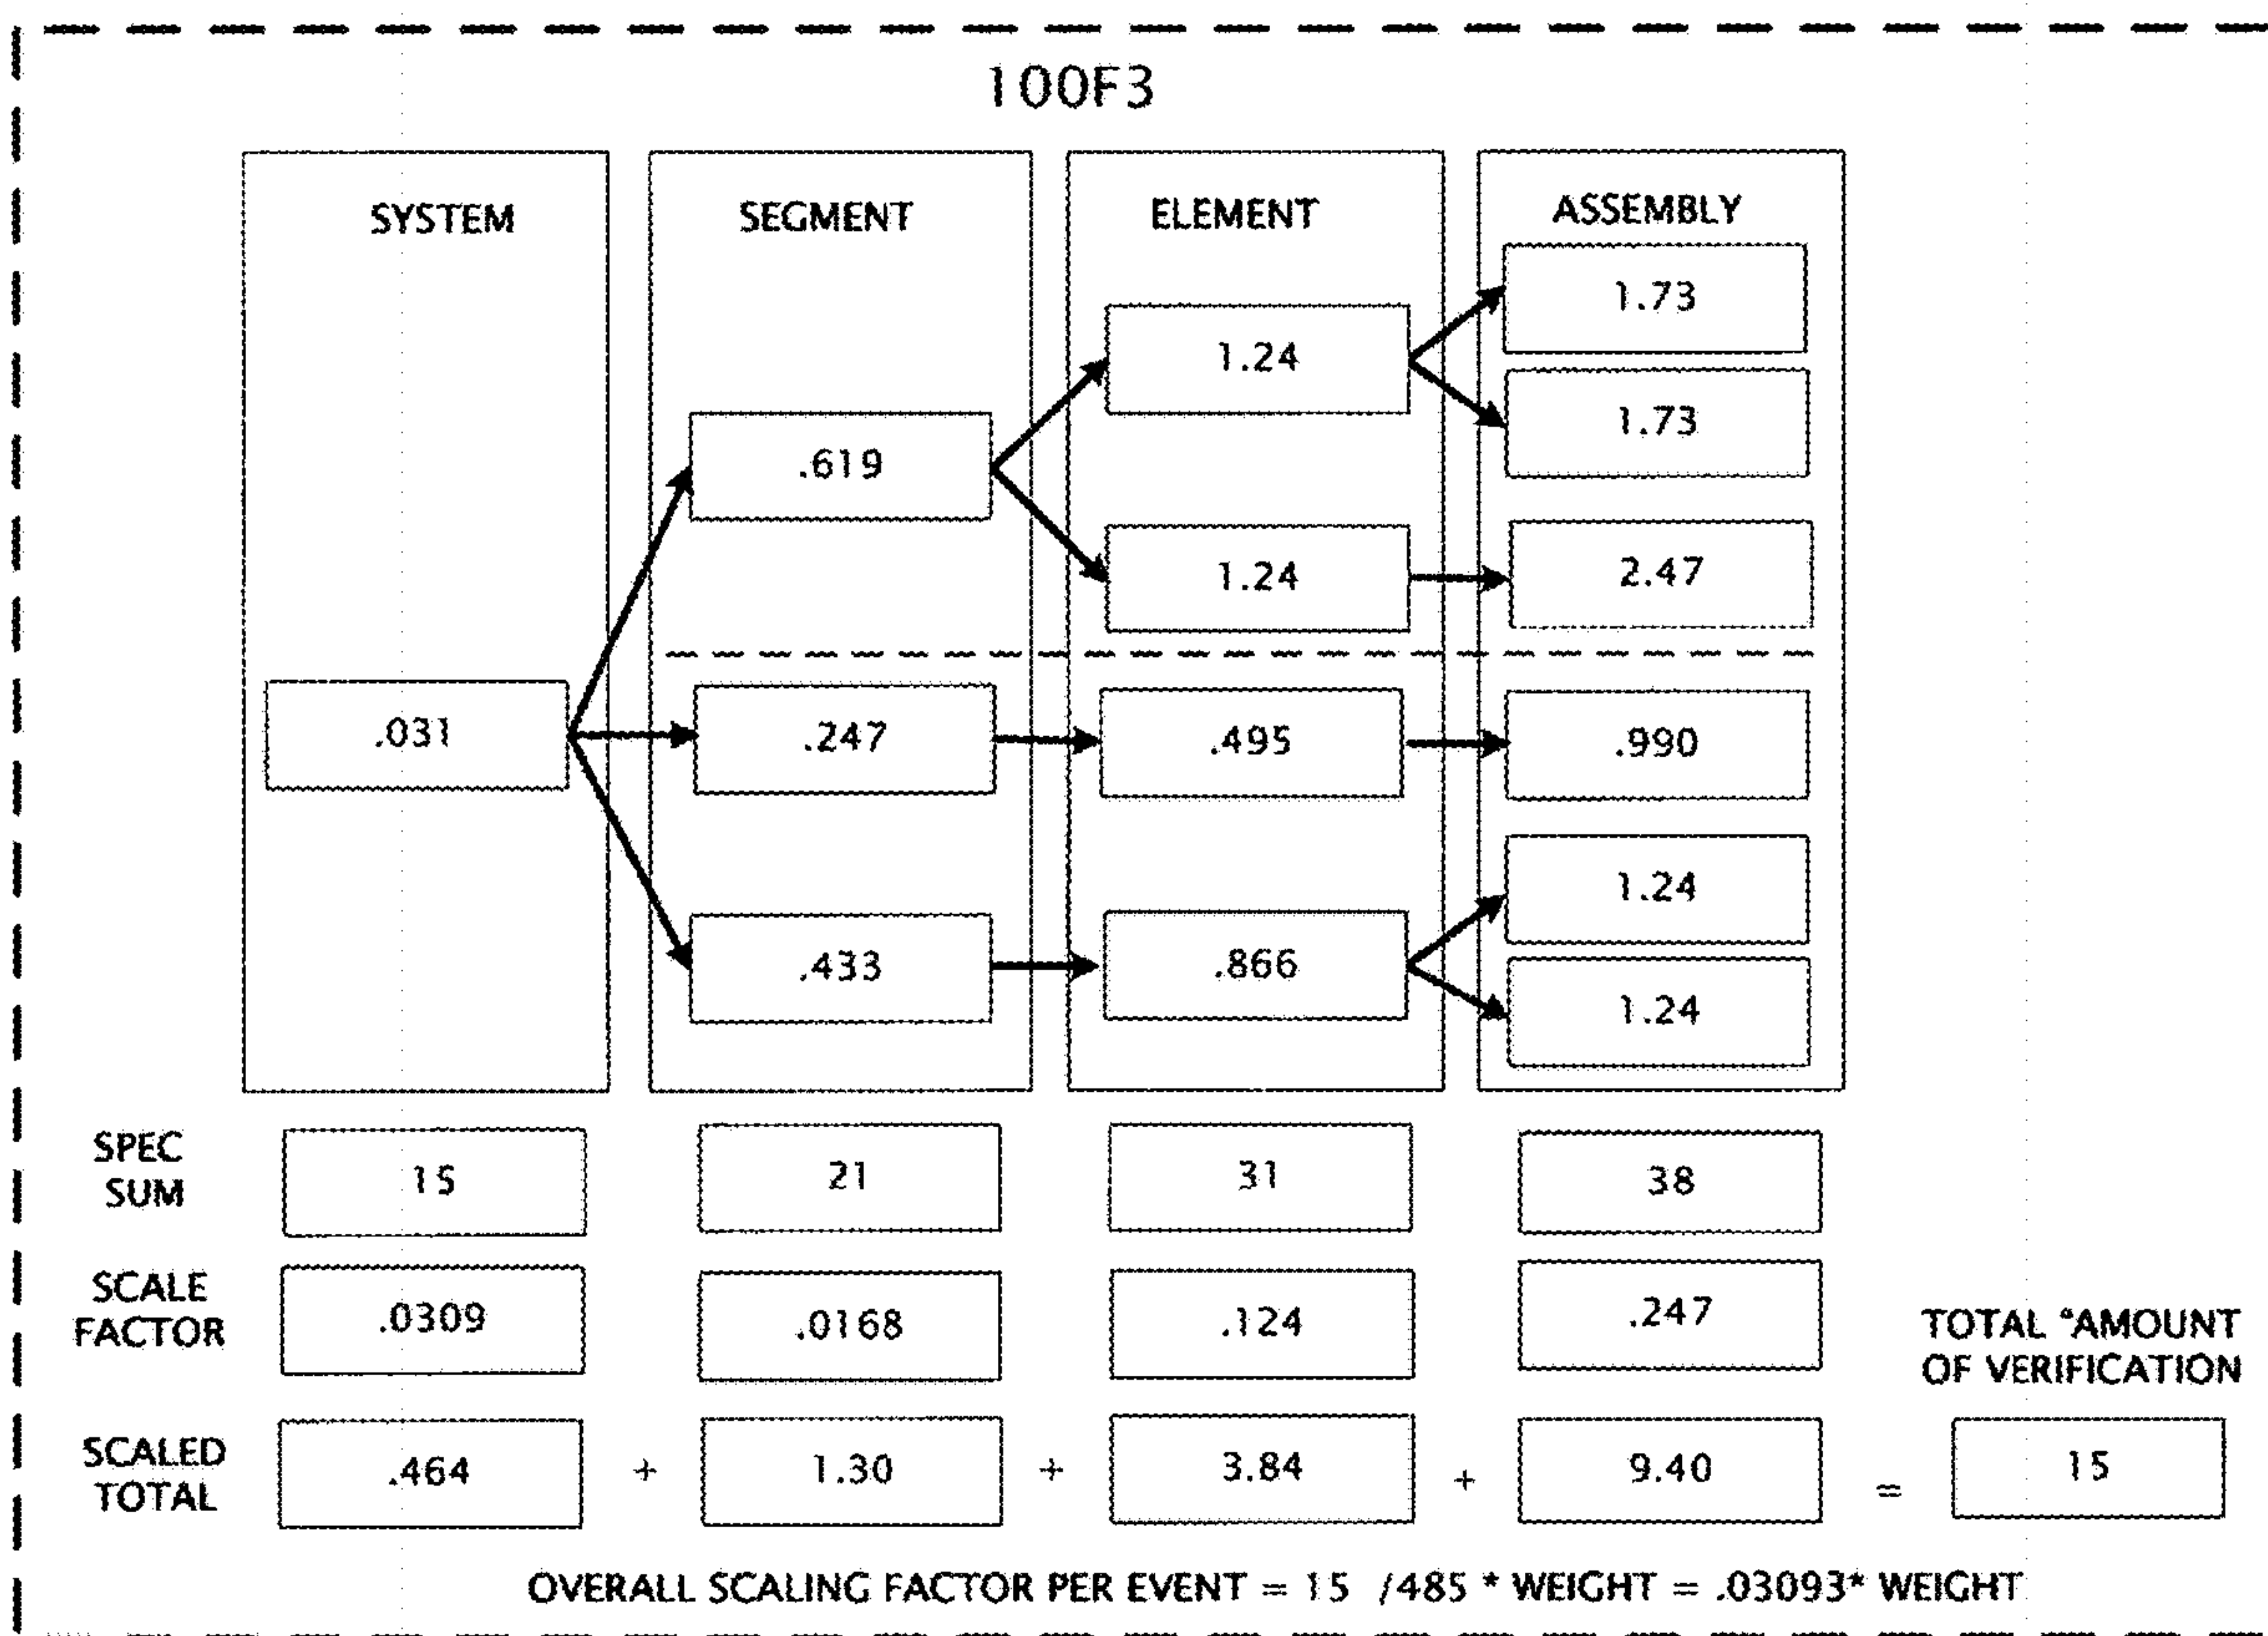 100F3
SYSTEM SEGMENT ELEMENT ASSEMBLY
1.73
1.24
1.73
.619
1.24 2.47
.031 .247 .495 .990
1.24
.433 .866
1.24
SPEC
SUM
15 21 31 38
SCALE
FACTOR
.0309 .0168 .124 .247
TOTAL "AMOUNT
OF VERIFICATION
SCALED
TOTAL
.464 + 1.30 + 3.84 + 9.40 = 15
OVERALL SCALING FACTOR PER EVENT = 15 /485 * WEIGHT = .03093* WEIGHT